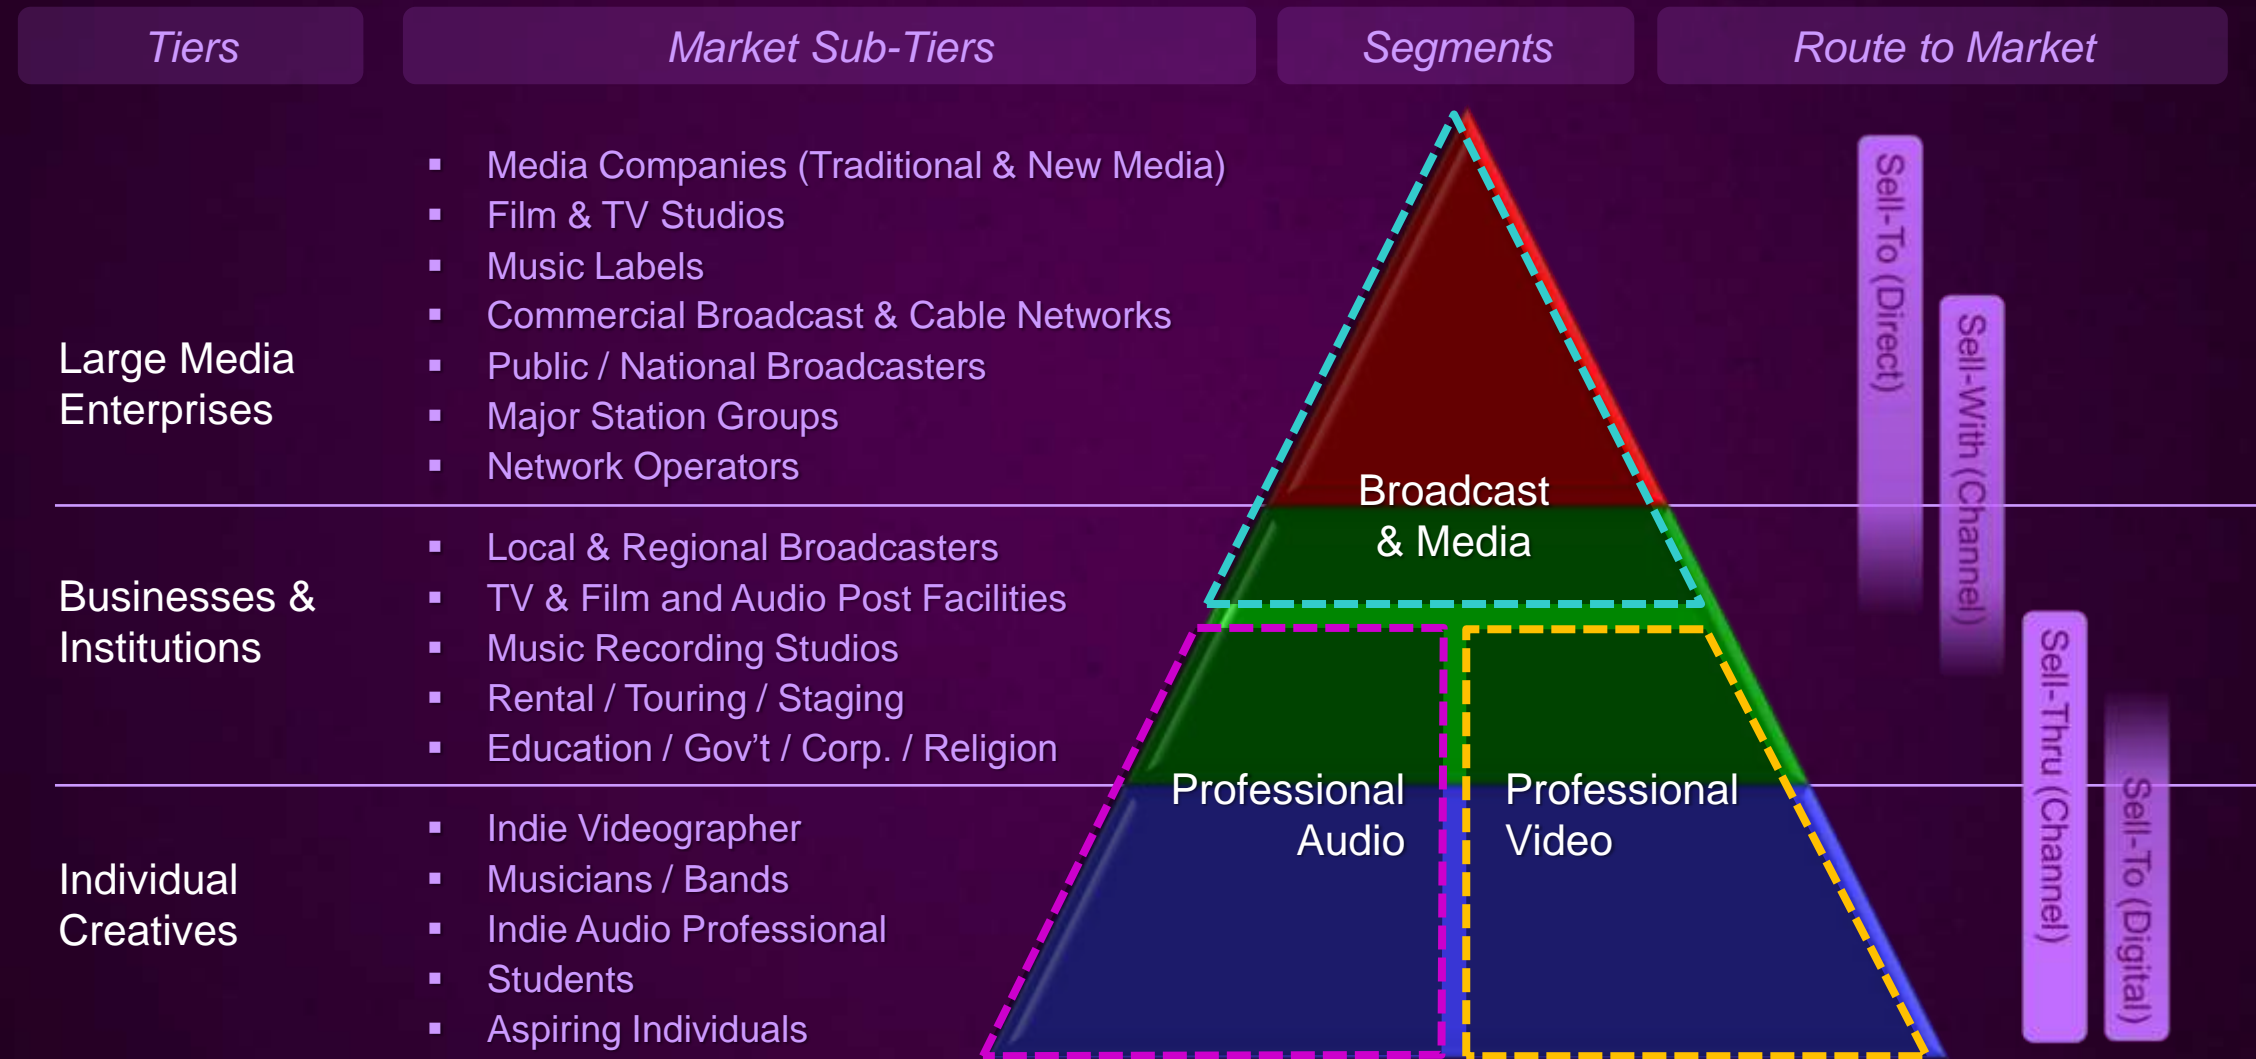 Tiers
Market Sub-Tiers
Segments
Route to Market
Large Media
Enterprises
▪ Media Companies (Traditional & New Media)
▪ Film & TV Studios
▪ Music Labels
▪ Commercial Broadcast & Cable Networks
▪ Public / National Broadcasters
▪ Major Station Groups
▪ Network Operators
Businesses &
Institutions
▪ Local & Regional Broadcasters
▪ TV & Film and Audio Post Facilities
▪ Music Recording Studios
▪ Rental / Touring / Staging
▪ Education / Gov’t / Corp. / Religion
Individual
Creatives
▪ Indie Videographer
▪ Musicians / Bands
▪ Indie Audio Professional
▪ Students
▪ Aspiring Individuals
Broadcast
& Media
Professional
Audio
Professional
Video
Sell-To (Direct)
Sell-With (Channel)
Sell-Thru (Channel)
Sell-To (Digital)